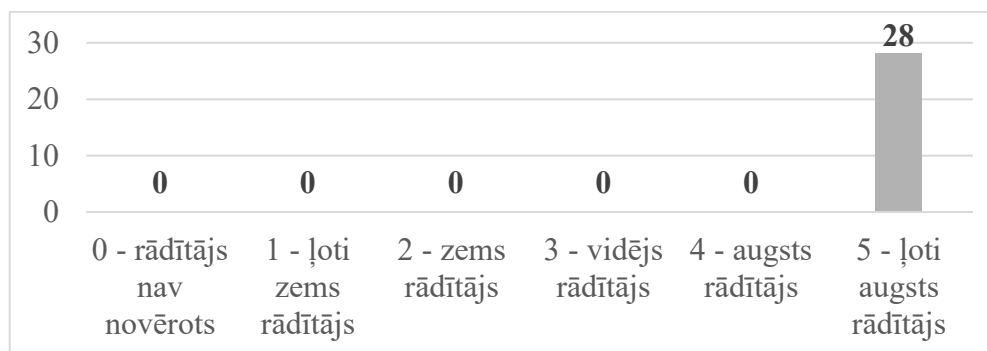 30
20
10
0
0
0
0
0
0
28
0 - rādītājs
nav
novērots
1 - ļoti
zems
rādītājs
2 - zems
rādītājs
3 - vidējs
rādītājs
4 - augsts
rādītājs
5 - ļoti
augsts
rādītājs